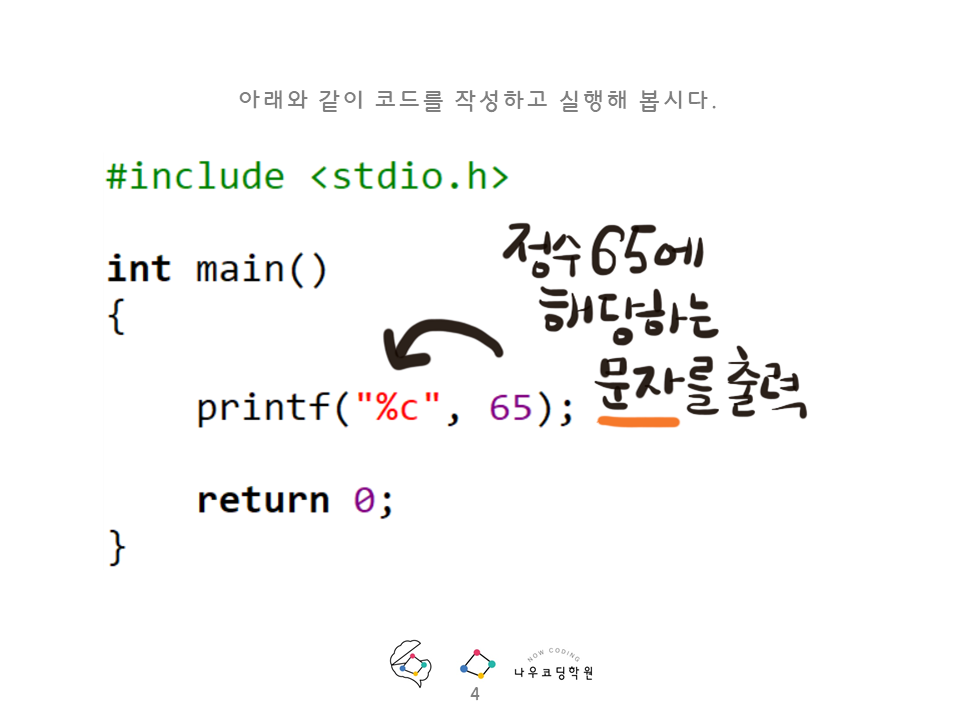 아래와 같이 코드를 작성하고 실행해 봅시다.
#include <stdio.h>
int main()
{
정수 65에
해당하는
문자를 출력
printf("%c", 65);
return 0;
}
NOW CODING
나우코딩학원
4